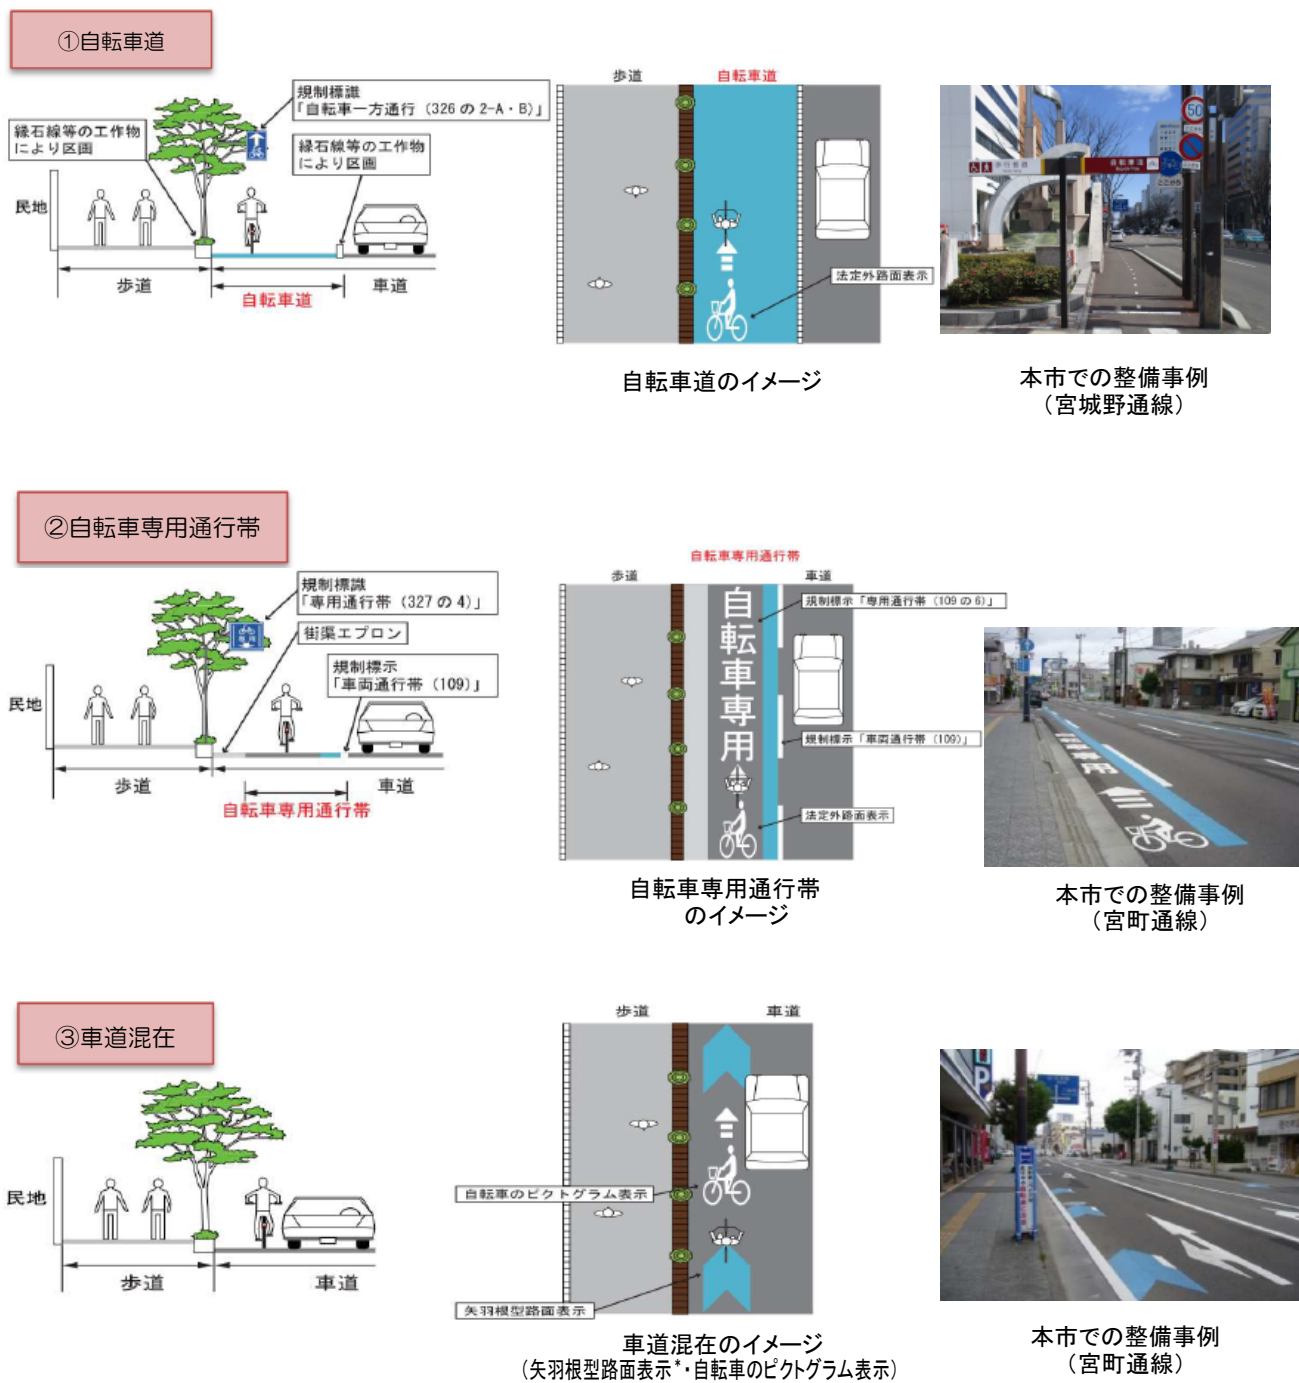 ①自転車道
規制標識
「自転車一方通行（326 の 2-A・B）」
縁石線等の工作物
により区画
縁石線等の工作物
により区画
民地
歩道
自転車道
車道
歩道
自転車道
法定外路面表示
自転車道のイメージ
50
自転車道
ここから
本市での整備事例
（宮城野通線）
②自転車専用通行帯
規制標識
「専用通行帯（327 の 4）」
専用
街渠エプロン
規制標示
「車両通行帯（109）」
民地
歩道
車道
自転車専用通行帯
自転車専用通行帯
歩道
車道
自転車専用
規制標示「専用通行帯（109 の 6）」
規制標示「車両通行帯（109）」
法定外路面表示
自転車専用通行帯
のイメージ
本市での整備事例
（宮町通線）
③車道混在
民地
歩道
車道
歩道
車道
自転車のピクトグラム表示
矢羽根型路面表示
車道混在のイメージ
（矢羽根型路面表示*・自転車のピクトグラム表示）
P
本市での整備事例
（宮町通線）